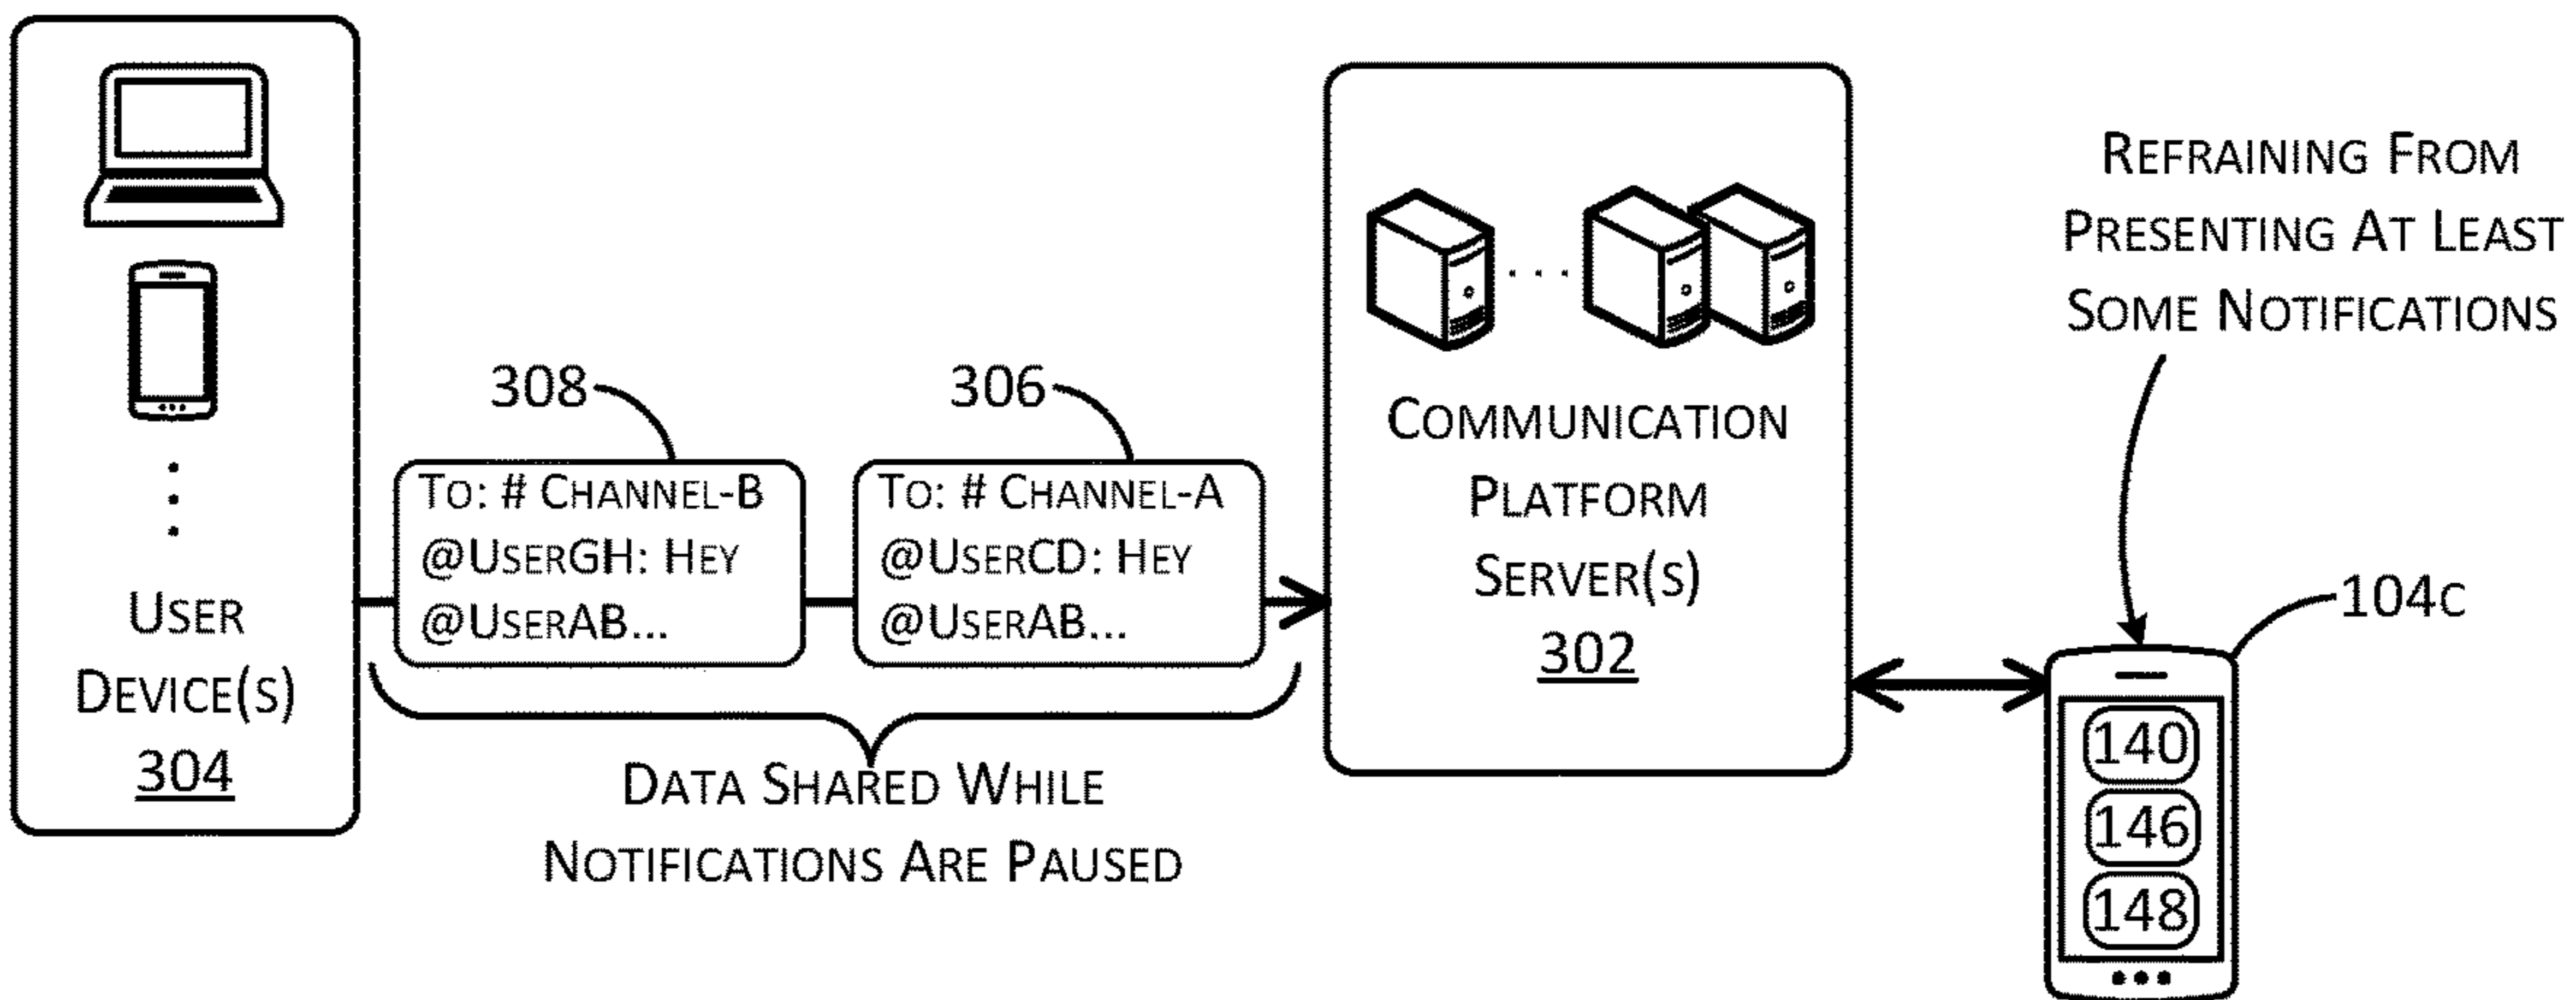 USER
DEVICE(S)
304
308
TO: # CHANNEL-B
@USERGH: HEY
@USERAB...
306
TO: # CHANNEL-A
@USERCD: HEY
@USERAB...
DATA SHARED WHILE
NOTIFICATIONS ARE PAUSED
COMMUNICATION
PLATFORM
SERVER(S)
302
REFRAINING FROM
PRESENTING AT LEAST
SOME NOTIFICATIONS
104C
140
146
148